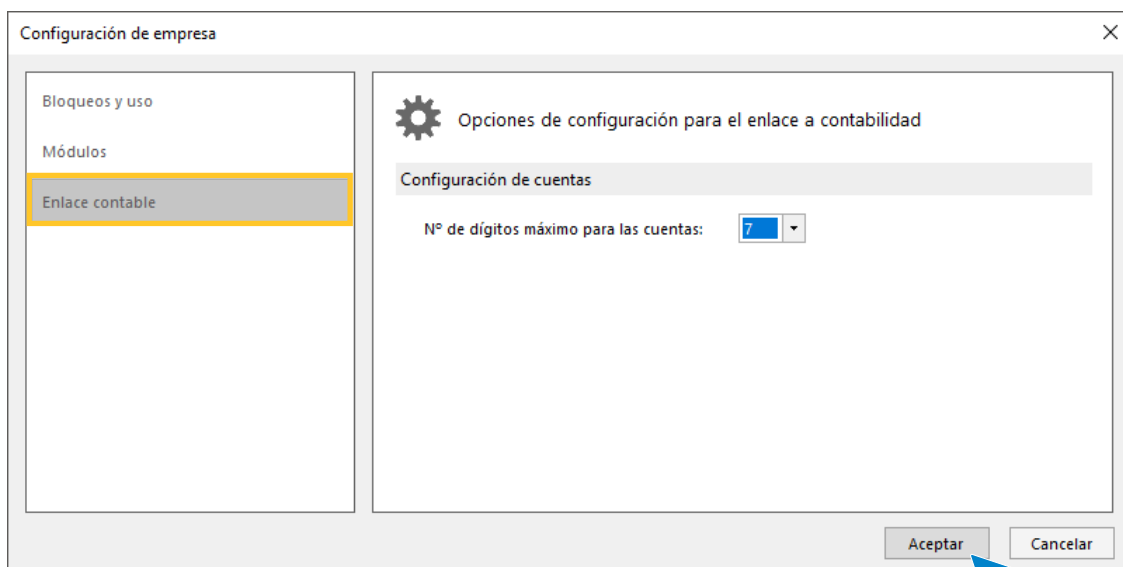 Configuración de empresa
Bloqueos y uso
Módulos
Enlace contable
Opciones de configuración para el enlace a contabilidad
Configuración de cuentas
Nº de dígitos máximo para las cuentas: 7
Aceptar Cancelar